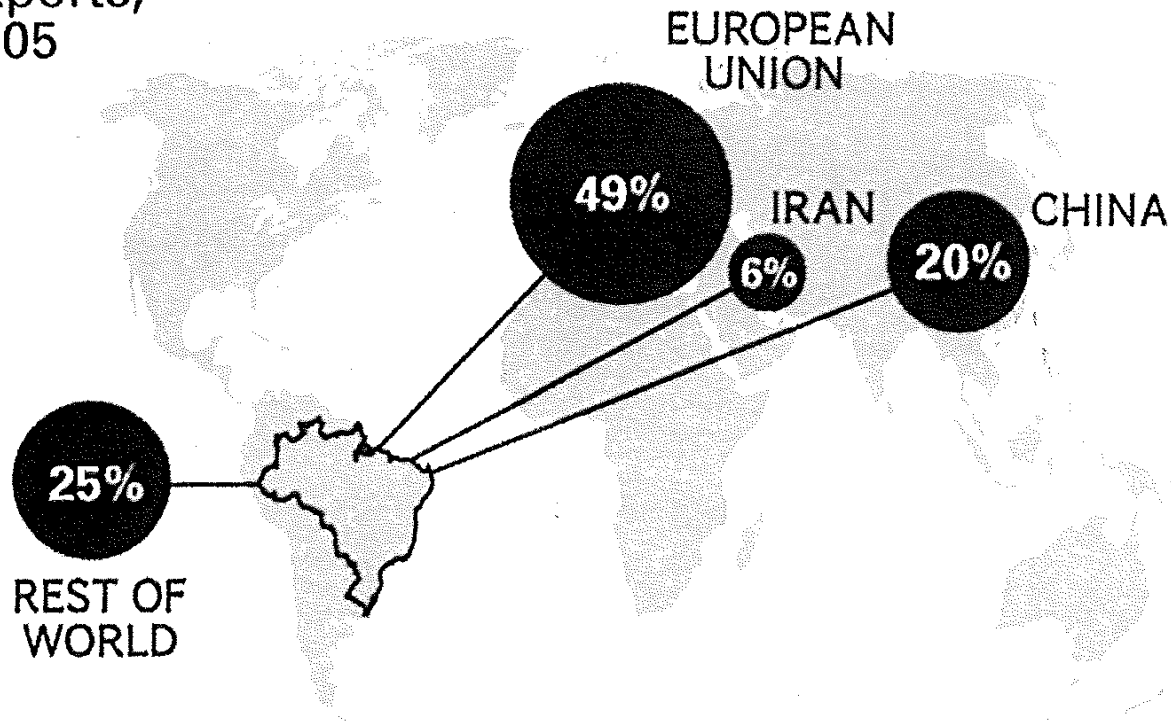 05
EUROPEAN
UNION
49%
IRAN
6%
CHINA
20%
25%
REST OF
WORLD